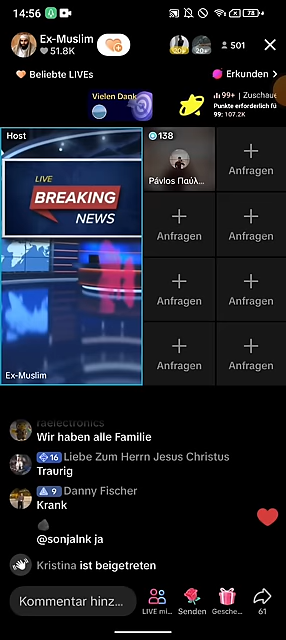 14:56
78
Ex-Muslim
51.8K
501
Beliebte LIVEs
Erkunden >
Vielen Dank
99+ | Zuschaue
Punkte erforderlich für
99: 107.2K
Host
138
LIVE
BREAKING
NEWS
Pávlos Παύλ...
Anfragen
Anfragen
Anfragen
Anfragen
Anfragen
Anfragen
Anfragen
Ex-Muslim
raelectronics
Wir haben alle Familie
16 Liebe Zum Herrn Jesus Christus
Traurig
9 Danny Fischer
Krank
@sonjalnk ja
Kristina ist beigetreten
Kommentar hinz...
LIVE mi...
Senden
Gesche...
61